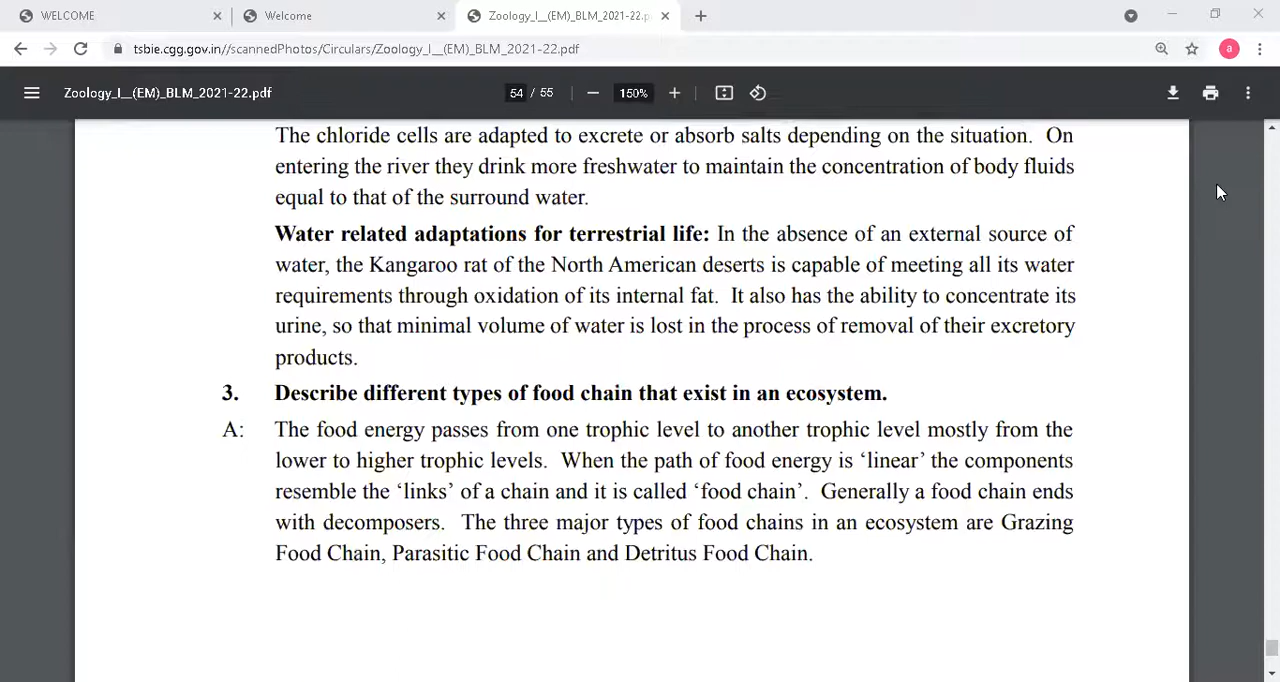 WELCOME
Welcome
Zoology_I__(EM)_BLM_2021-22.p
tsbie.cgg.gov.in//scannedPhotos/Circulars/Zoology_I__(EM)_BLM_2021-22.pdf
a
Zoology_I__(EM)_BLM_2021-22.pdf
54 / 55
150%
The chloride cells are adapted to excrete or absorb salts depending on the situation. On
entering the river they drink more freshwater to maintain the concentration of body fluids
equal to that of the surround water.
Water related adaptations for terrestrial life: In the absence of an external source of
water, the Kangaroo rat of the North American deserts is capable of meeting all its water
requirements through oxidation of its internal fat. It also has the ability to concentrate its
urine, so that minimal volume of water is lost in the process of removal of their excretory
products.
3. Describe different types of food chain that exist in an ecosystem.
A: The food energy passes from one trophic level to another trophic level mostly from the
lower to higher trophic levels. When the path of food energy is ‘linear’ the components
resemble the ‘links’ of a chain and it is called ‘food chain’. Generally a food chain ends
with decomposers. The three major types of food chains in an ecosystem are Grazing
Food Chain, Parasitic Food Chain and Detritus Food Chain.